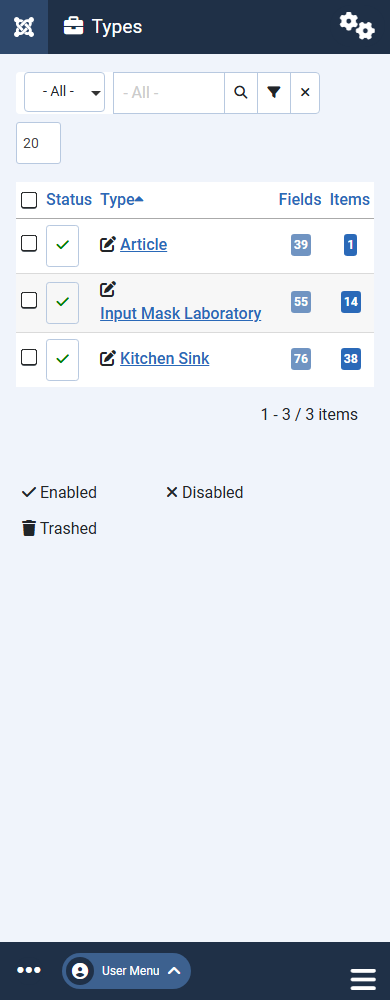 Types
- All - - All -
20
Status Type Fields Items
Article 39 1
Input Mask Laboratory 55 14
Kitchen Sink 76 38
1 - 3 / 3 items
Enabled Disabled
Trashed
User Menu